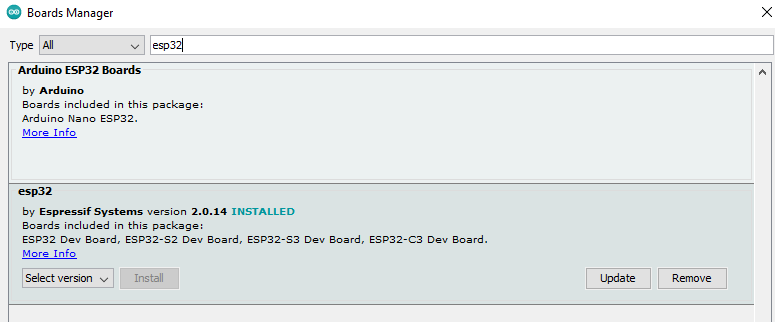 Boards Manager
Type All esp32
Arduino ESP32 Boards
by Arduino
Boards included in this package:
Arduino Nano ESP32.
More Info
esp32
by Espressif Systems version 2.0.14 INSTALLED
Boards included in this package:
ESP32 Dev Board, ESP32-S2 Dev Board, ESP32-S3 Dev Board, ESP32-C3 Dev Board.
More Info
Select version Install Update Remove